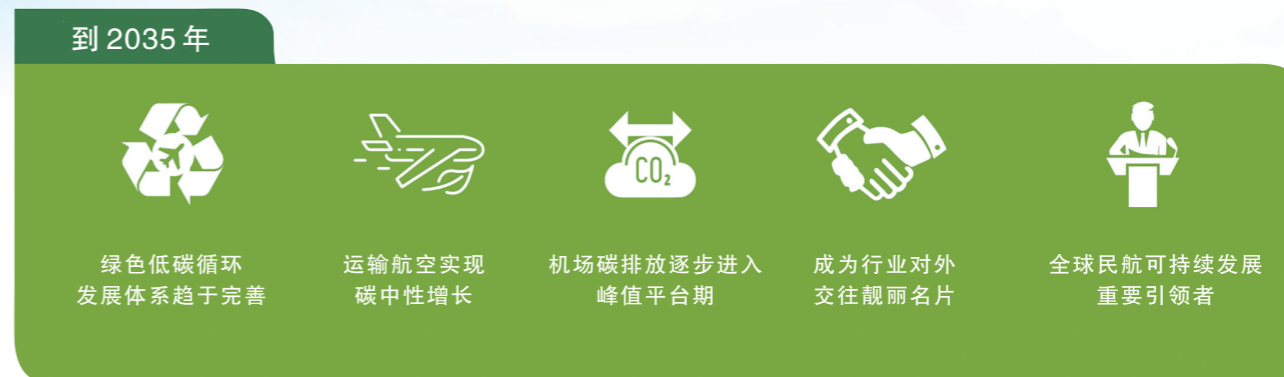 到 2035 年
CO₂
绿色低碳循环
发展体系趋于完善
运输航空实现
碳中性增长
机场碳排放逐步进入
峰值平台期
成为行业对外
交往靓丽名片
全球民航可持续发展
重要引领者